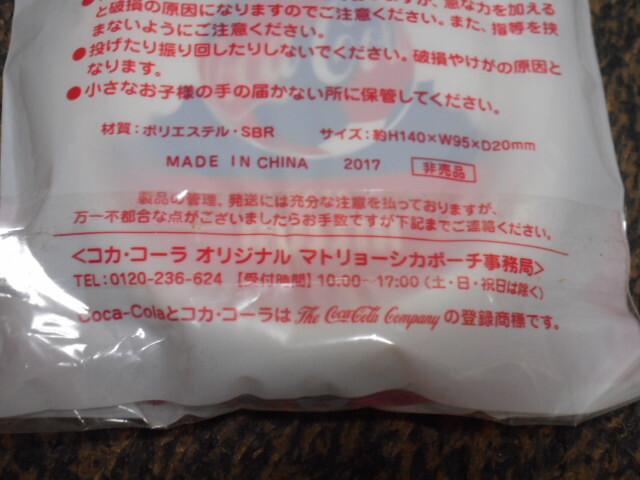 急な力を加える
と破損の原因になりますのでご注意ください。また、指等を挟
まないようにご注意ください。
●投げたり振り回したりしないでください。破損やけがの原因と
なります。
●小さなお子様の手の届かない所に保管してください。
材質：ポリエステル・SBR サイズ：約H140×W95×D20mm
MADE IN CHINA 2017 非売品
製品の管理、発送には充分な注意を払っておりますが、
万一不都合な点がございましたらお手数ですが下記までご連絡ください。
<コカ・コーラ オリジナル マトリョーシカポーチ事務局>
TEL:0120-236-624 【受付時間】10:00〜17:00（土・日・祝日は除く）
Coca-Colaとコカ・コーラは The Coca-Cola Company の登録商標です。